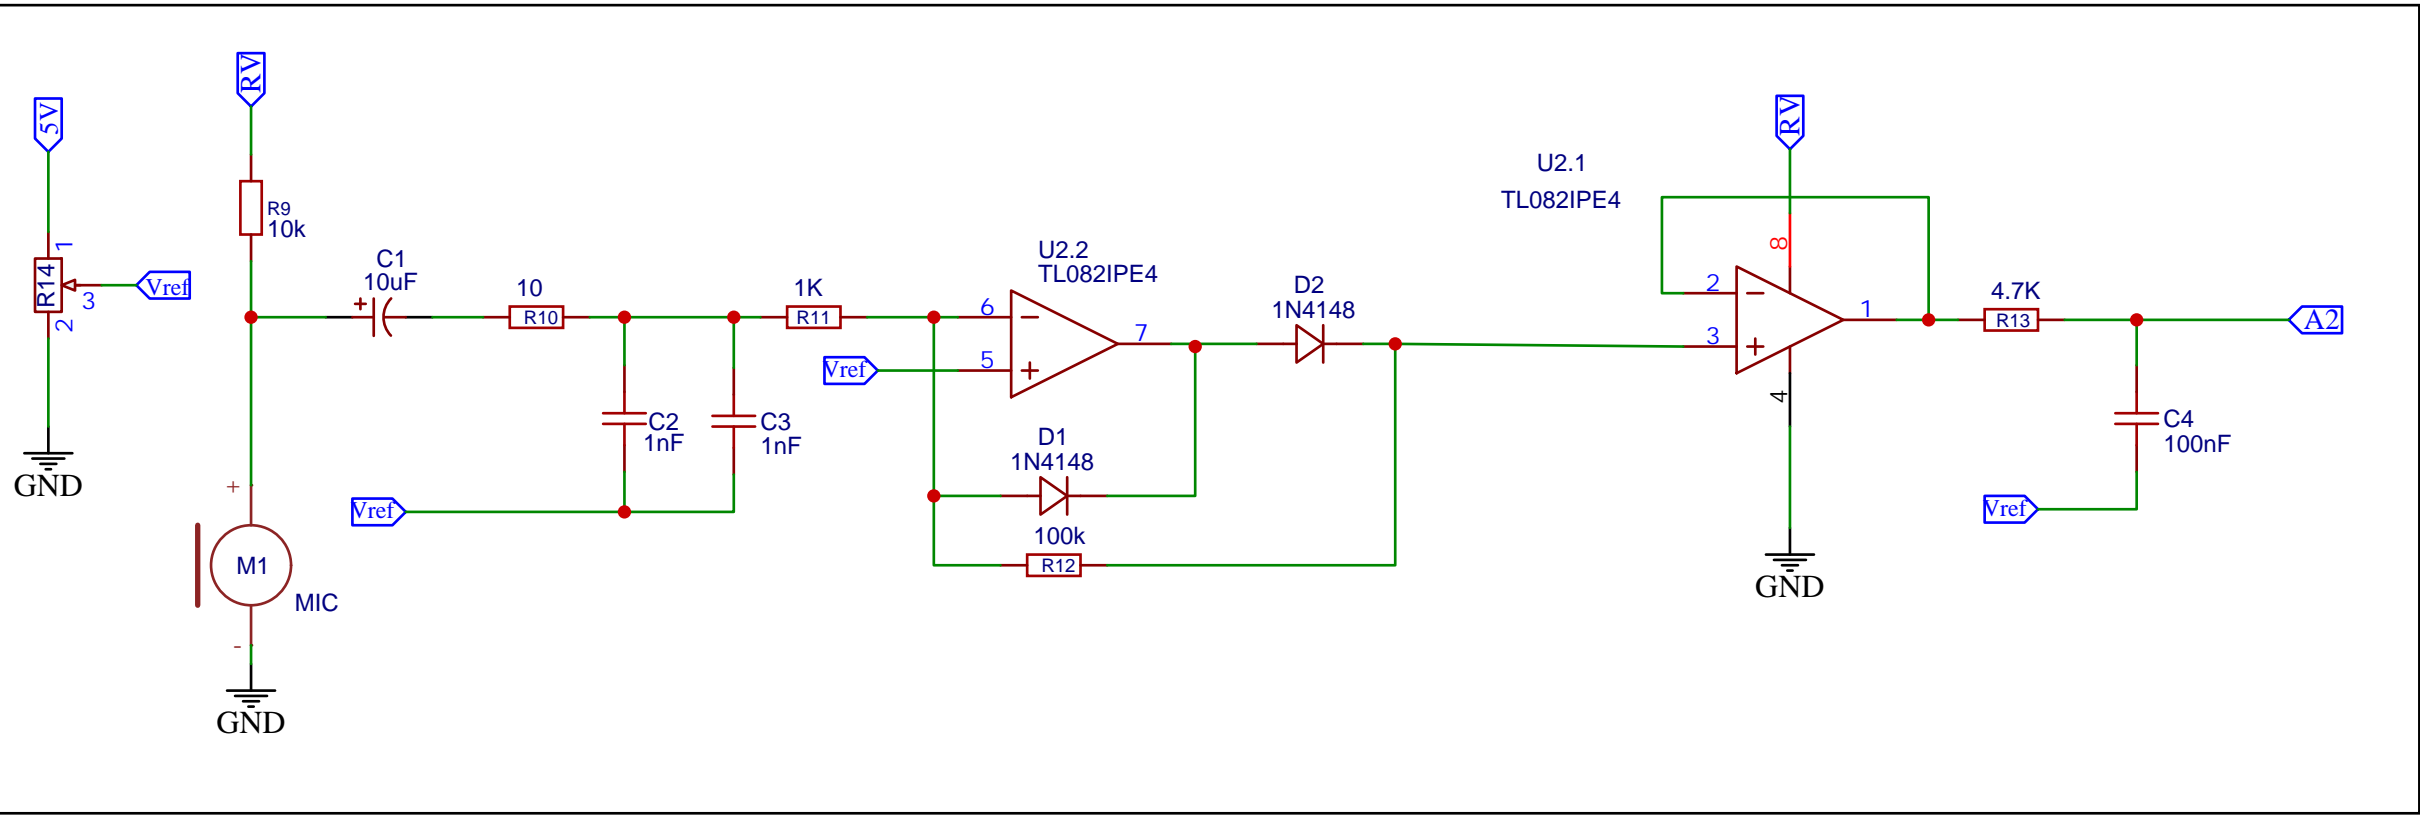 5V
R14
1
3
2
Vref
GND
RV
R9
10k
C1
10uF
+
10
R10
C2
1nF
C3
1nF
Vref
+
M1
MIC
-
GND
1K
R11
Vref
U2.2
TL082IPE4
6
5
7
D1
1N4148
100k
R12
D2
1N4148
U2.1
TL082IPE4
RV
8
2
3
1
4
GND
4.7K
R13
A2
C4
100nF
Vref